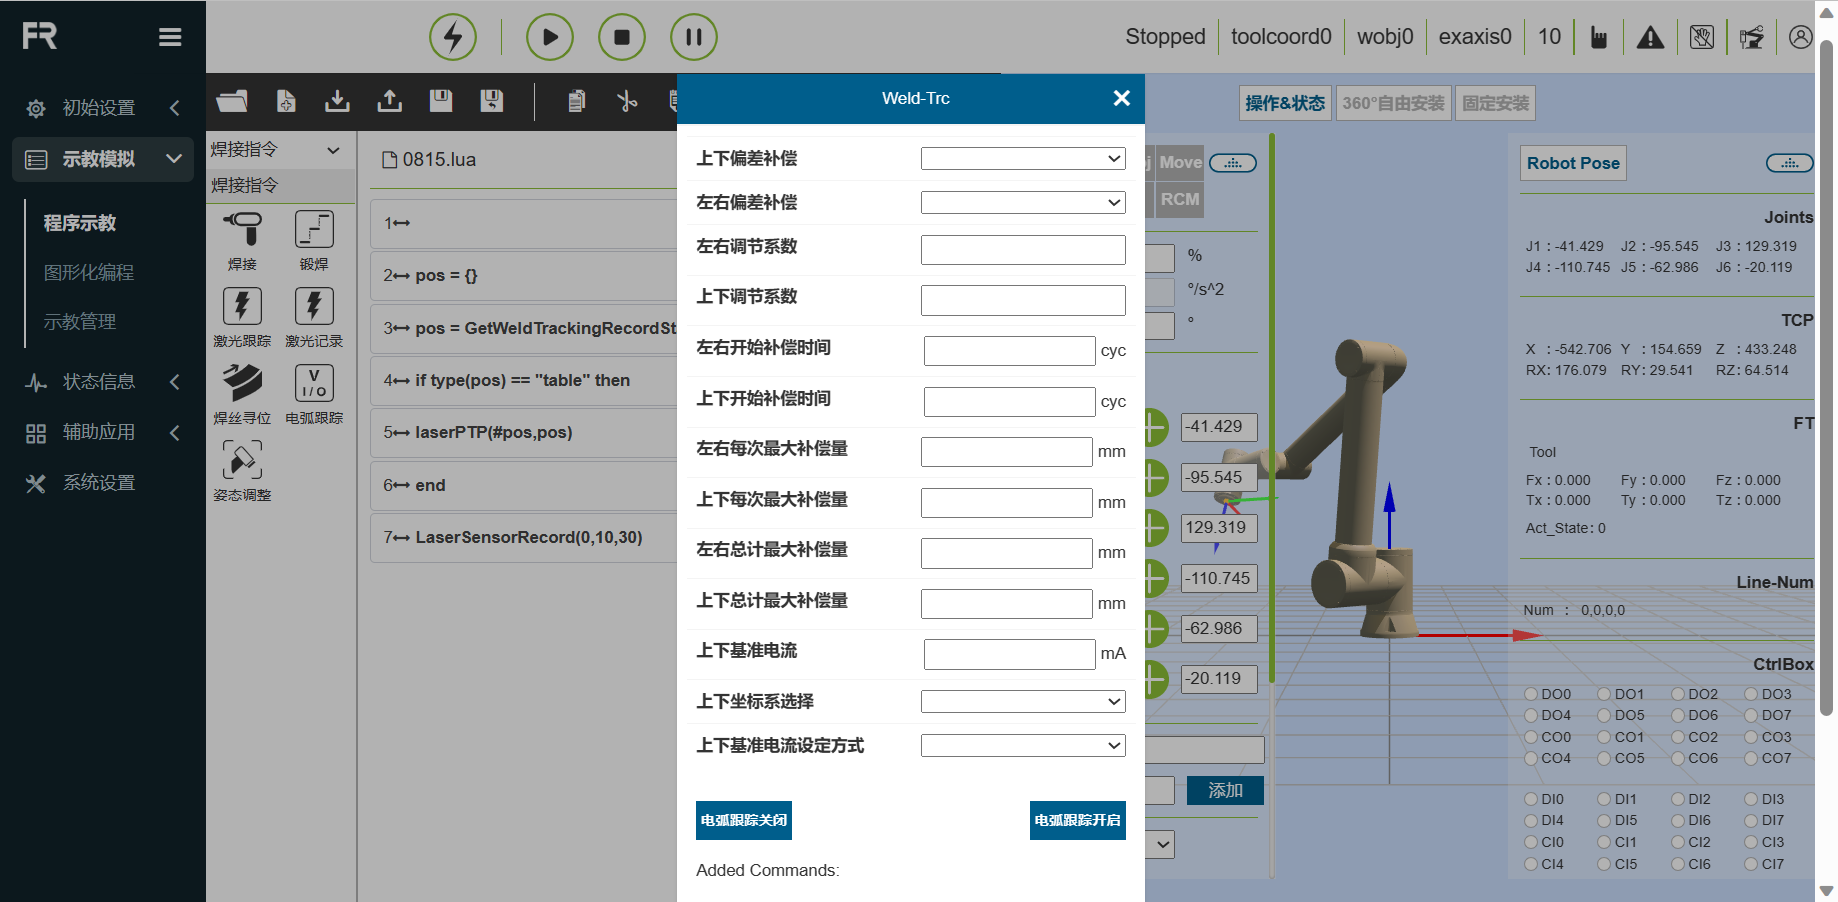 FR
Stopped
toolcoord0
wobj0
exaxis0
10
初始设置
示教模拟
程序示教
图形化编程
示教管理
状态信息
辅助应用
系统设置
焊接指令
焊接指令
焊接
锻焊
激光跟踪
激光记录
焊丝寻位
V
I/O
电弧跟踪
姿态调整
0815.lua
1
2 pos = {}
3 pos = GetWeldTrackingRecordSt
4 if type(pos) == "table" then
5 laserPTP(#pos,pos)
6 end
7 LaserSensorRecord(0,10,30)
Weld-Trc
上下偏差补偿
左右偏差补偿
左右调节系数
上下调节系数
左右开始补偿时间 cyc
上下开始补偿时间 cyc
左右每次最大补偿量 mm
上下每次最大补偿量 mm
左右总计最大补偿量 mm
上下总计最大补偿量 mm
上下基准电流 mA
上下坐标系选择
上下基准电流设定方式
电弧跟踪关闭
电弧跟踪开启
Added Commands:
操作&状态
360°自由安装
固定安装
Move
RCM
%
°/s^2
°
-41.429
-95.545
129.319
-110.745
-62.986
-20.119
添加
Robot Pose
Joints
J1 : -41.429 J2 : -95.545 J3 : 129.319
J4 : -110.745 J5 : -62.986 J6 : -20.119
TCP
X : -542.706 Y : 154.659 Z : 433.248
RX: 176.079 RY: 29.541 RZ: 64.514
FT
Tool
Fx : 0.000 Fy : 0.000 Fz : 0.000
Tx : 0.000 Ty : 0.000 Tz : 0.000
Act_State : 0
Line-Num
Num : 0,0,0,0
CtrlBox
DO0 DO1 DO2 DO3
DO4 DO5 DO6 DO7
CO0 CO1 CO2 CO3
CO4 CO5 CO6 CO7
DI0 DI1 DI2 DI3
DI4 DI5 DI6 DI7
CI0 CI1 CI2 CI3
CI4 CI5 CI6 CI7